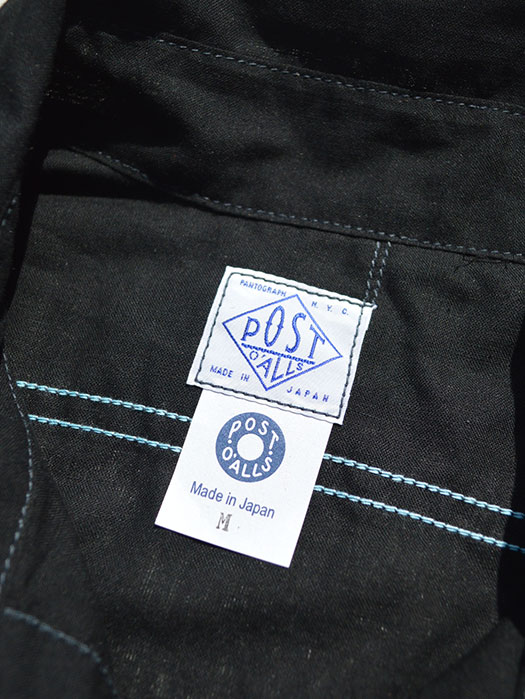 PANTOGRAPH N.Y.C.
POST
O'ALLS
MADE IN JAPAN
POST
O'ALLS
Made in Japan
M